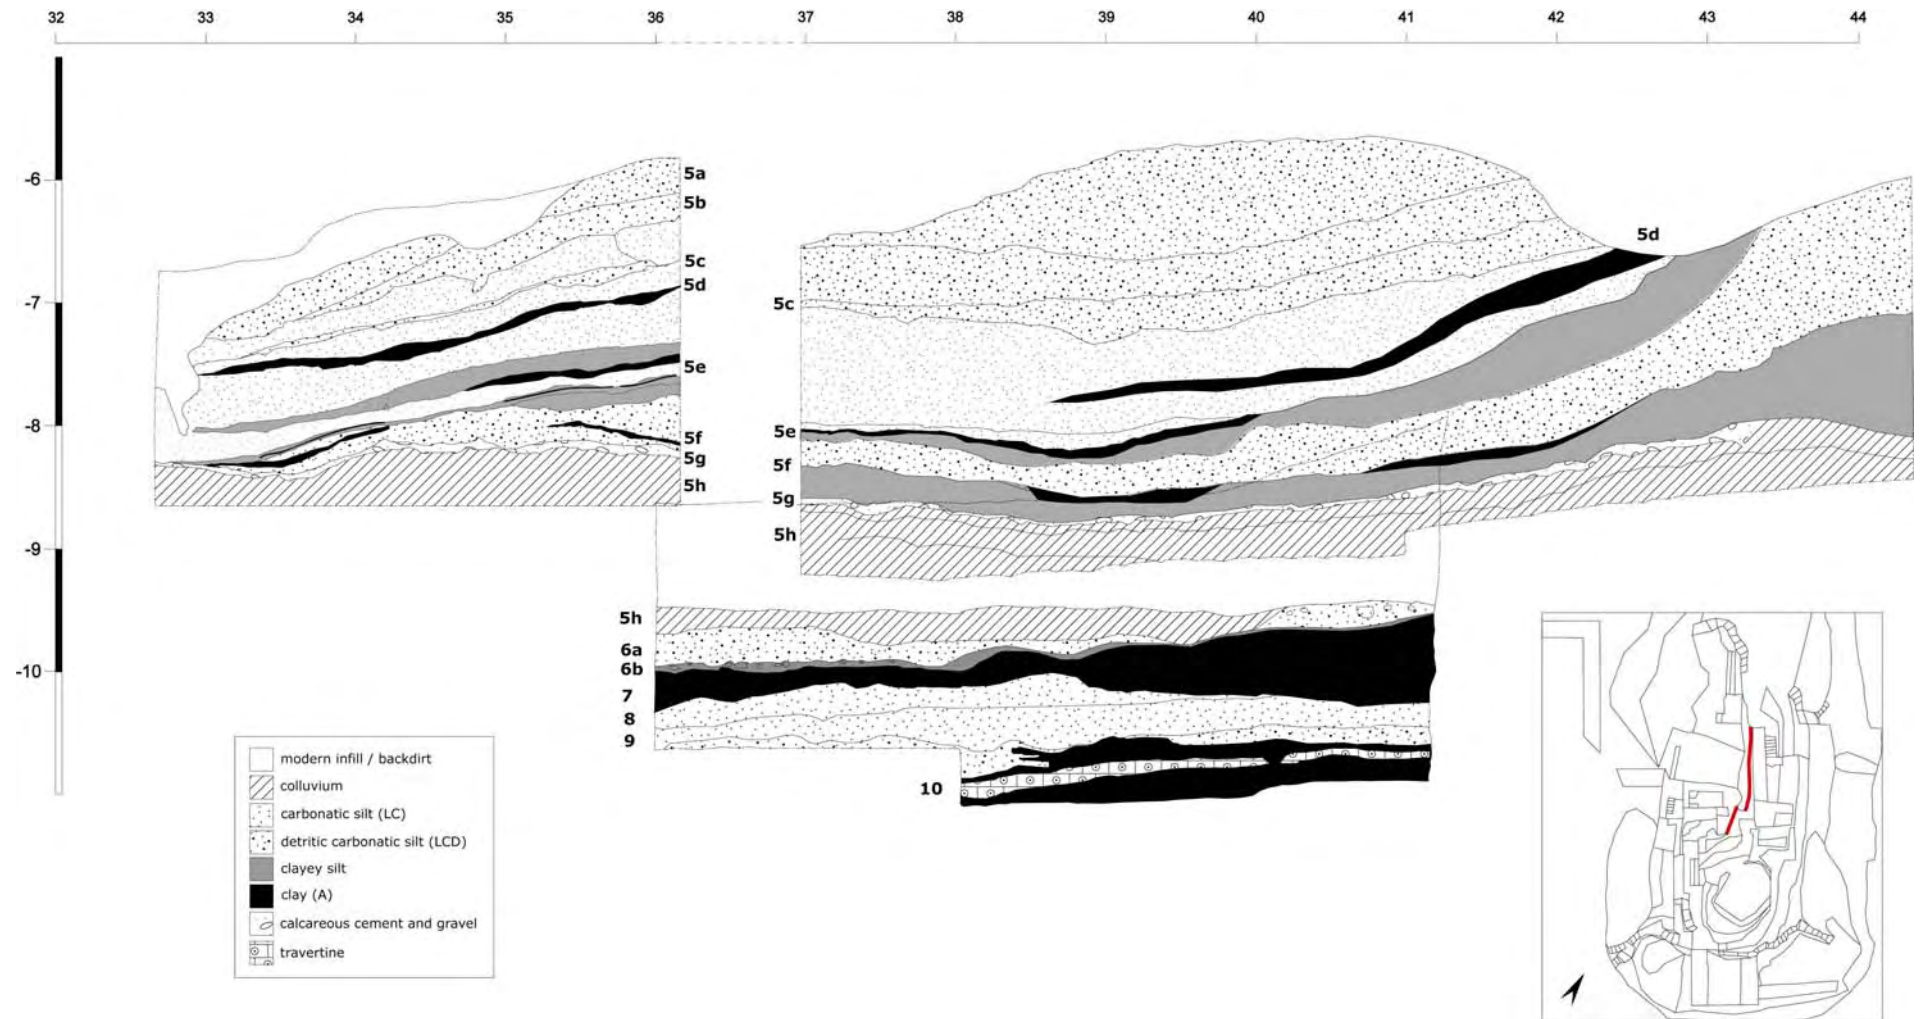 32 33 34 35 36 37 38 39 40 41 42 43 44
-6
-7
-8
-9
-10
5a
5b
5c
5d
5e
5f
5g
5h
5d
5c
5e
5f
5g
5h
5h
6a
6b
7
8
9
10
modern infill / backdirt
colluvium
carbonatic silt (LC)
detritic carbonatic silt (LCD)
clayey silt
clay (A)
calcareous cement and gravel
travertine